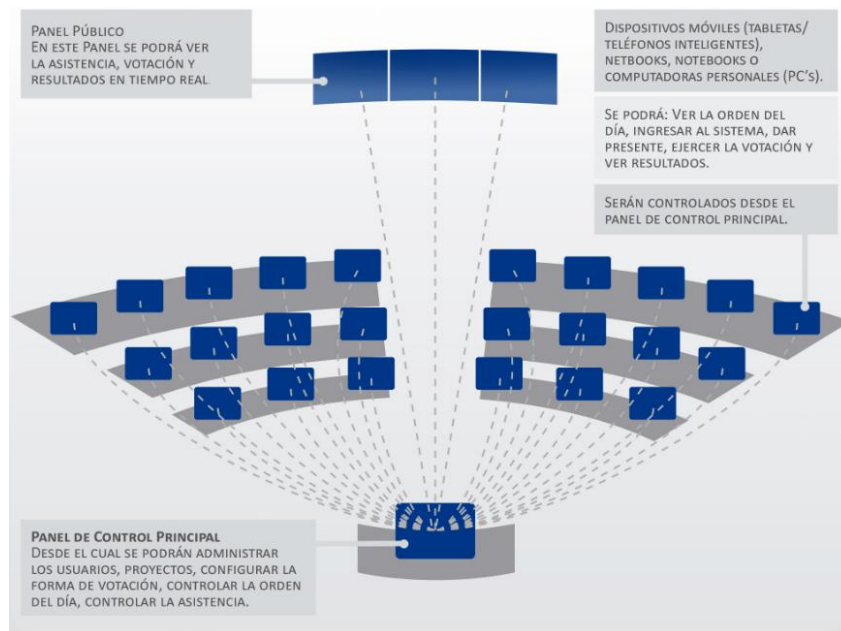 Panel Público
En este Panel se podrá ver
la asistencia, votación y
resultados en tiempo real
Dispositivos móviles (tabletas/
teléfonos inteligentes),
netbooks, notebooks o
computadoras personales (PC's).
Se podrá: Ver la orden del
día, ingresar al sistema, dar
presente, ejercer la votación y
ver resultados.
Serán controlados desde el
panel de control principal.
Panel de Control Principal
Desde el cual se podrán administrar
los usuarios, proyectos, configurar la
forma de votación, controlar la orden
del día, controlar la asistencia.